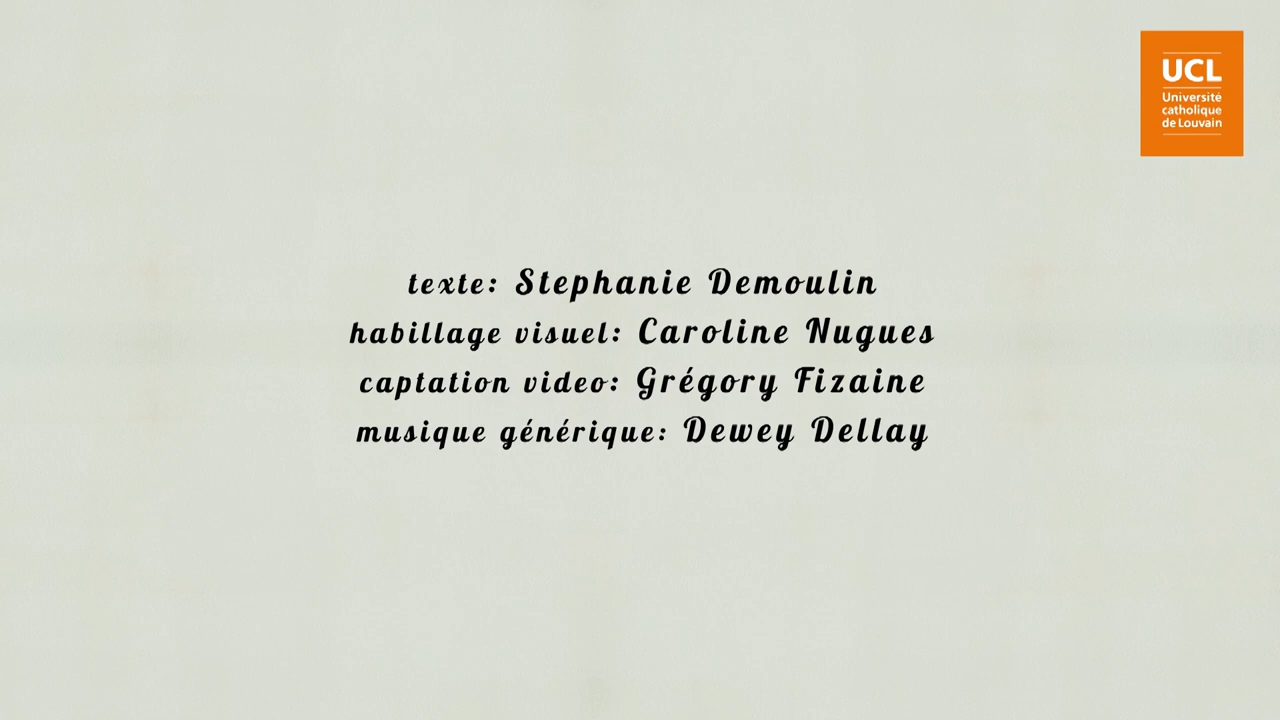 UCL
Université
catholique
de Louvain
texte: Stephanie Demoulin
habillage visuel: Caroline Nugues
captation video: Grégory Fizaine
musique générique: Dewey Dellay